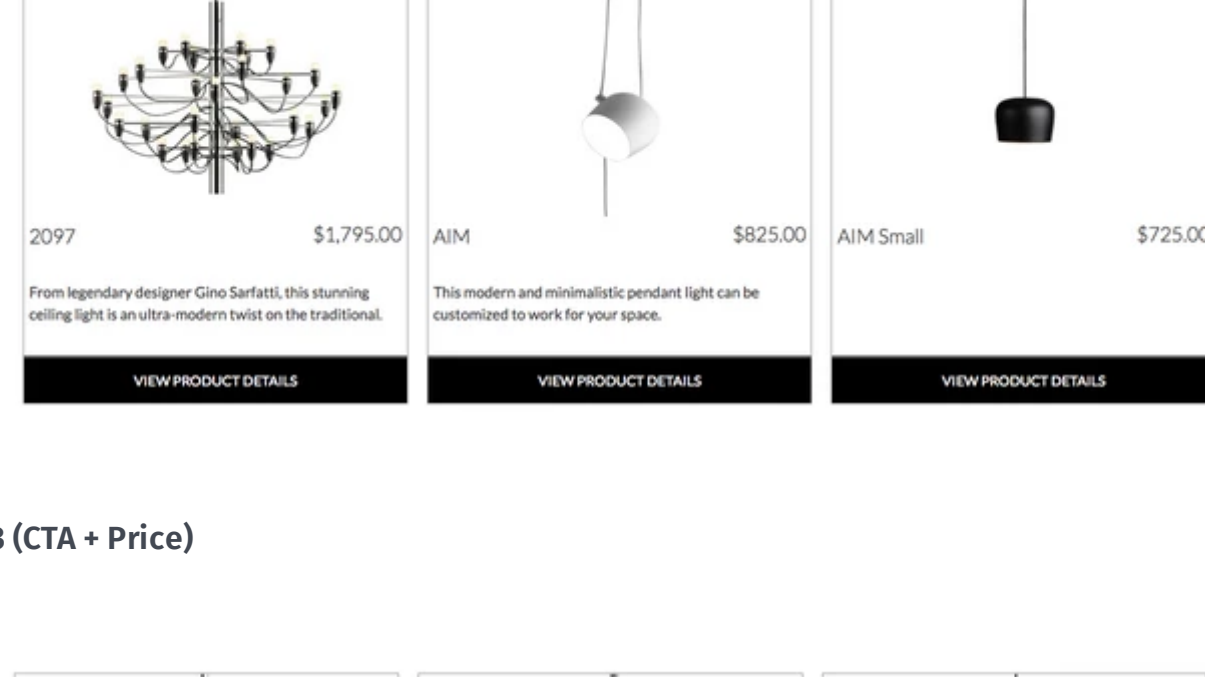 2097 $1,795.00 AIM $825.00 AIM Small $725.00
From legendary designer Gino Sarfatti, this stunning
ceiling light is an ultra-modern twist on the traditional.
This modern and minimalistic pendant light can be
customized to work for your space.
VIEW PRODUCT DETAILS VIEW PRODUCT DETAILS VIEW PRODUCT DETAILS
(CTA + Price)